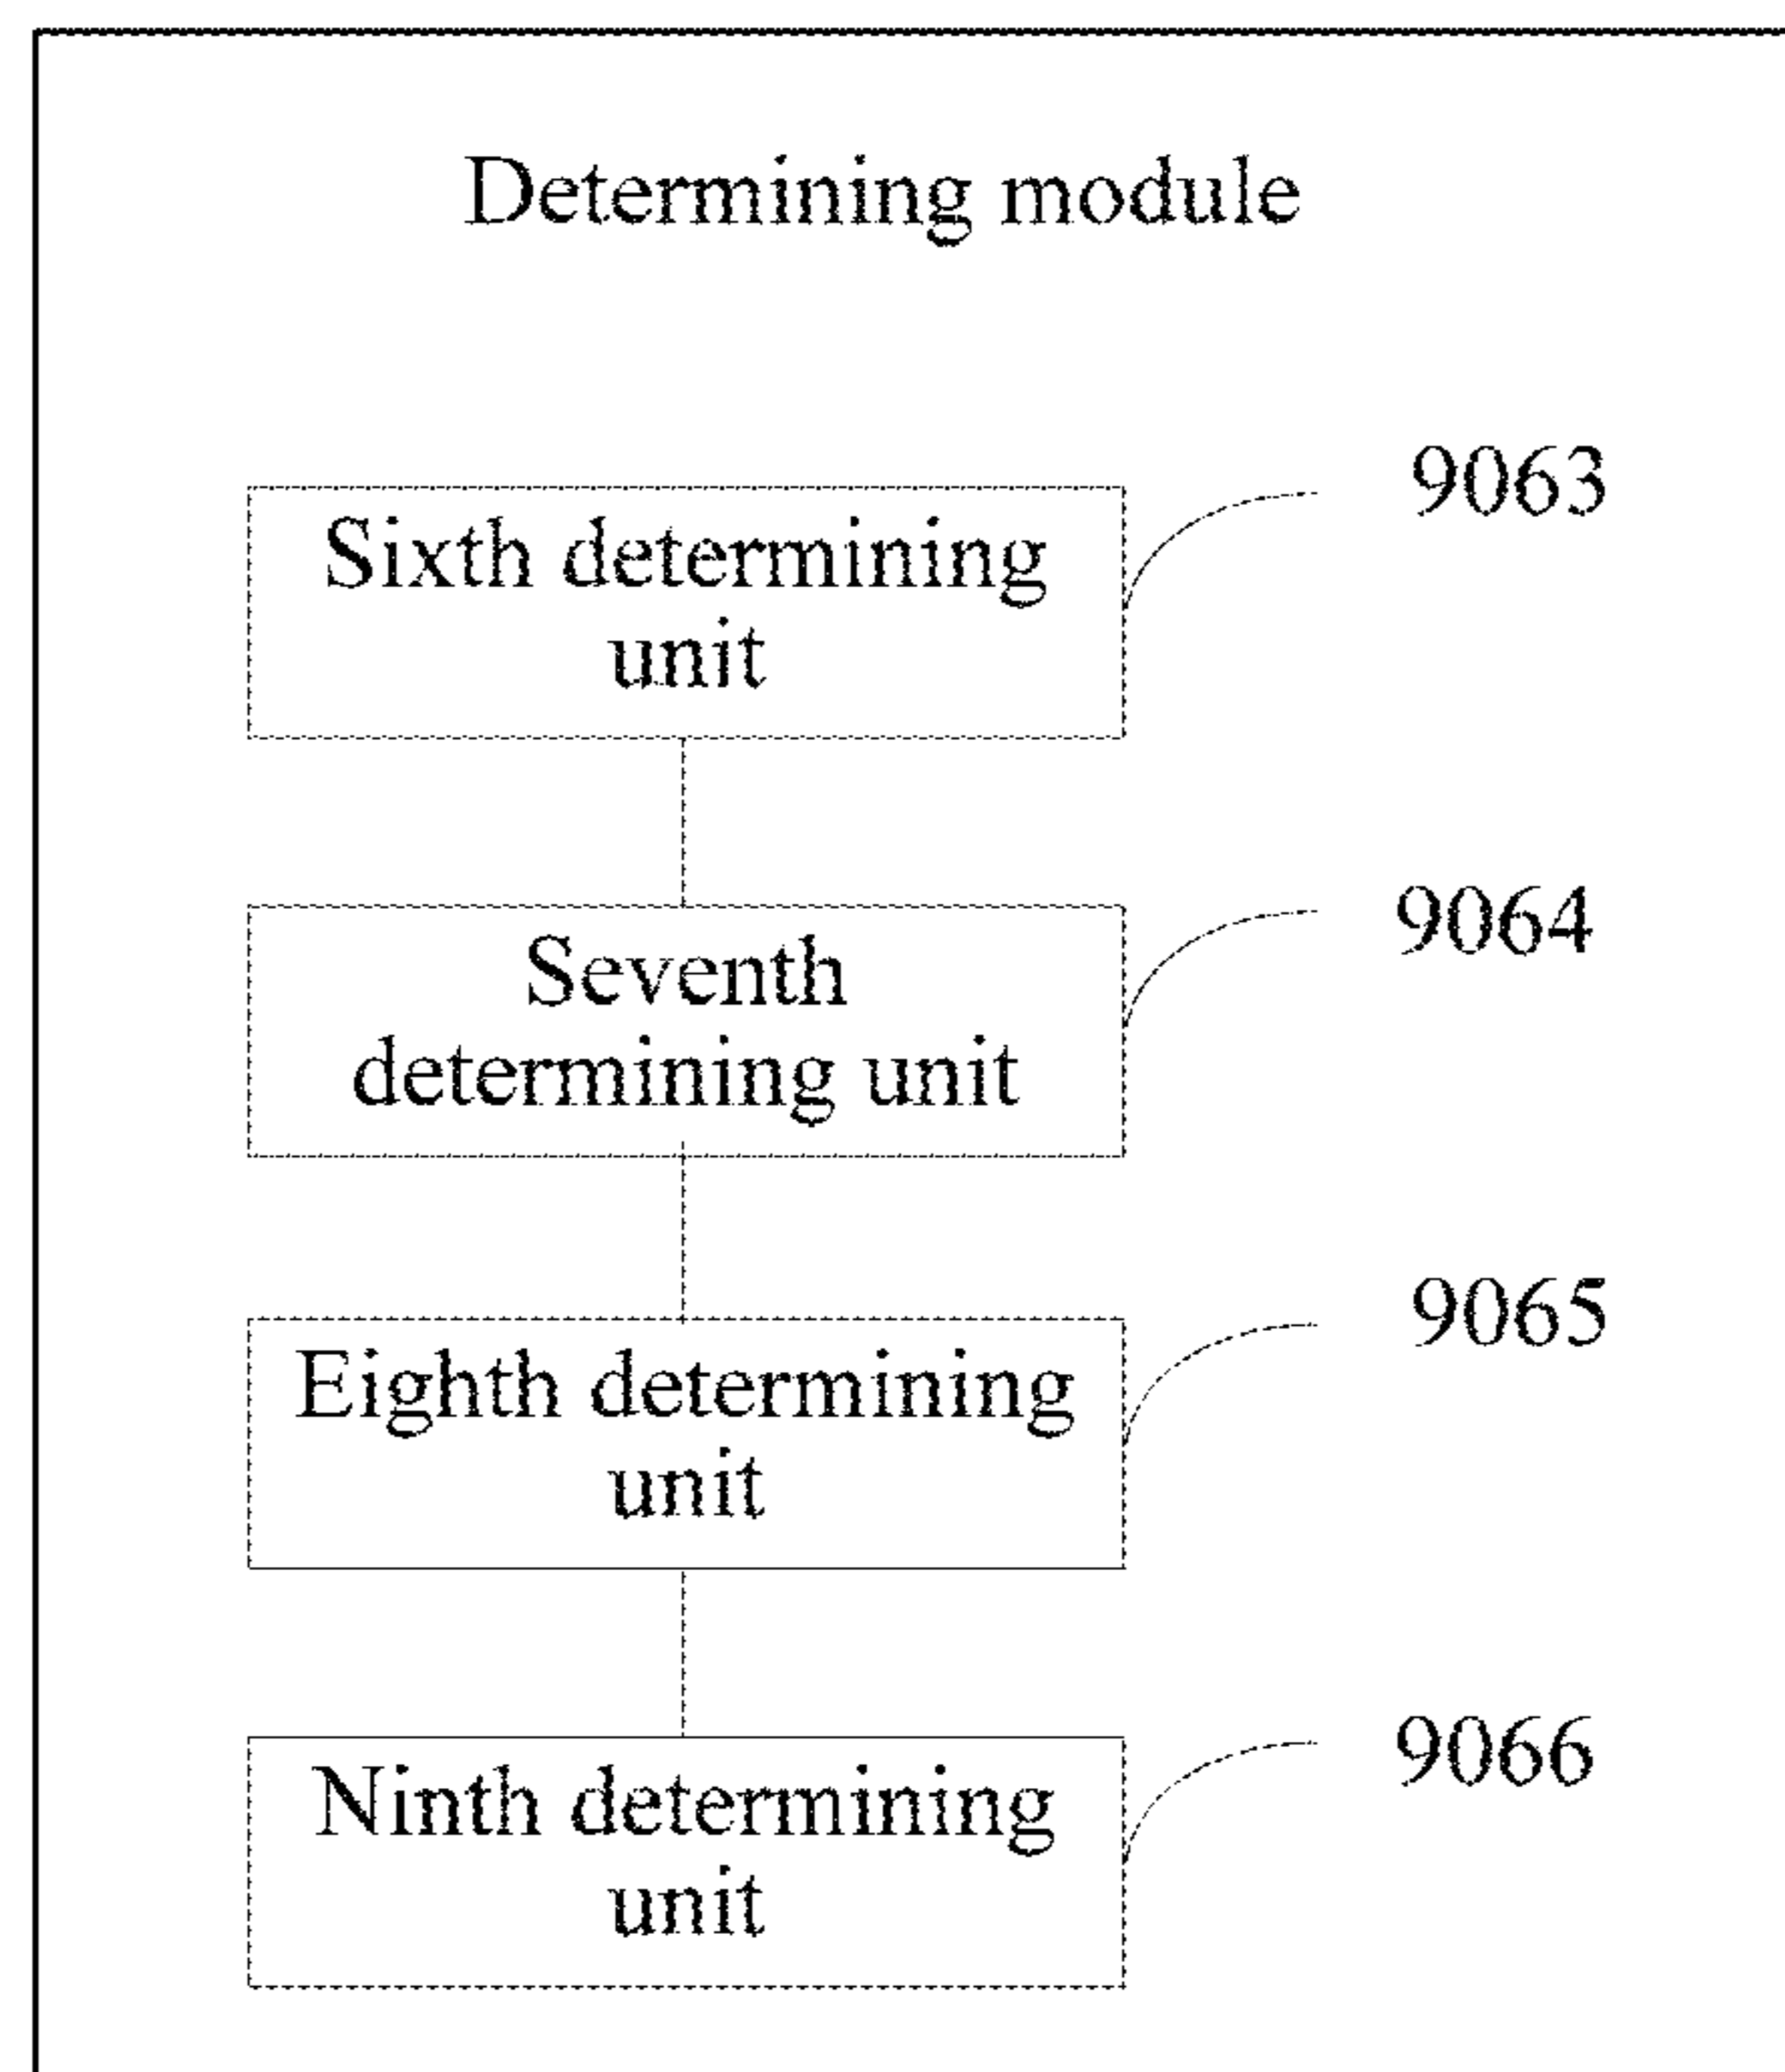 Determining module
9063
Sixth determining
unit
9064
Seventh
determining unit
9065
Eighth determining
unit
9066
Ninth determining
unit